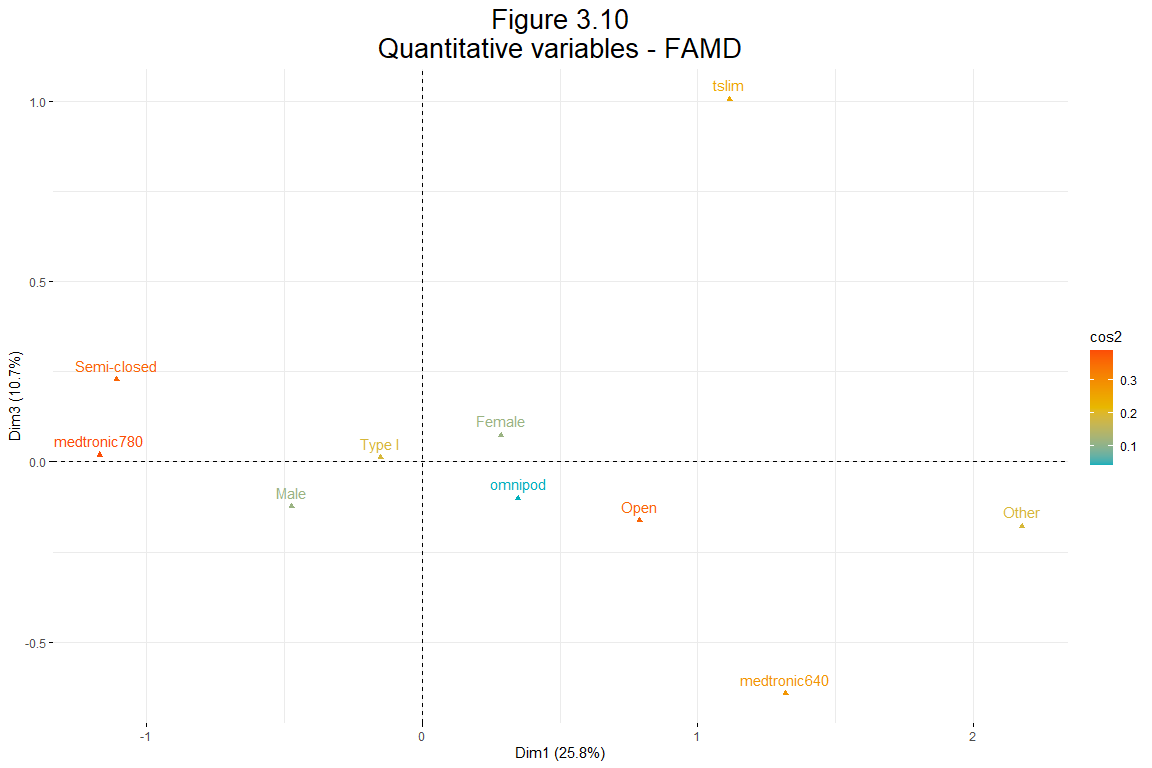 Figure 3.10
Quantitative variables - FAMD
tslim
1.0
0.5
cos2
Semi-closed
0.3
Female
0.2
medtronic780
Type I
0.1
0.0
omnipod
Male
Open
Other
-0.5
medtronic640
Dim3 (10.7%)
-1
0
1
2
Dim1 (25.8%)